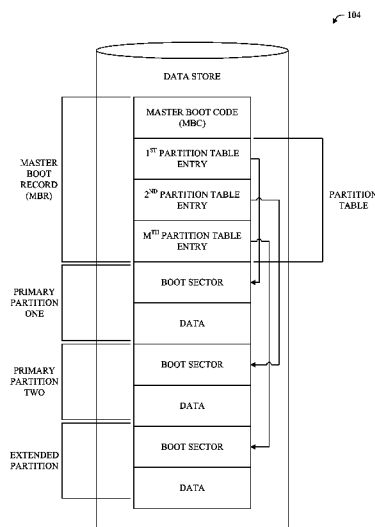 104
DATA STORE
MASTER BOOT CODE
(MBC)
1ST PARTITION TABLE
ENTRY
2ND PARTITION TABLE
ENTRY
MTH PARTITION TABLE
ENTRY
BOOT SECTOR
DATA
BOOT SECTOR
DATA
BOOT SECTOR
DATA
MASTER
BOOT
RECORD
(MBR)
PRIMARY
PARTITION
ONE
PRIMARY
PARTITION
TWO
EXTENDED
PARTITION
PARTITION
TABLE